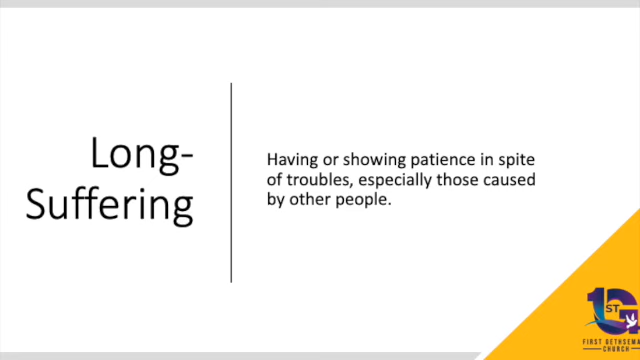 Long-
Suffering
Having or showing patience in spite
of troubles, especially those caused
by other people.
1ST
FIRST
CHURCH